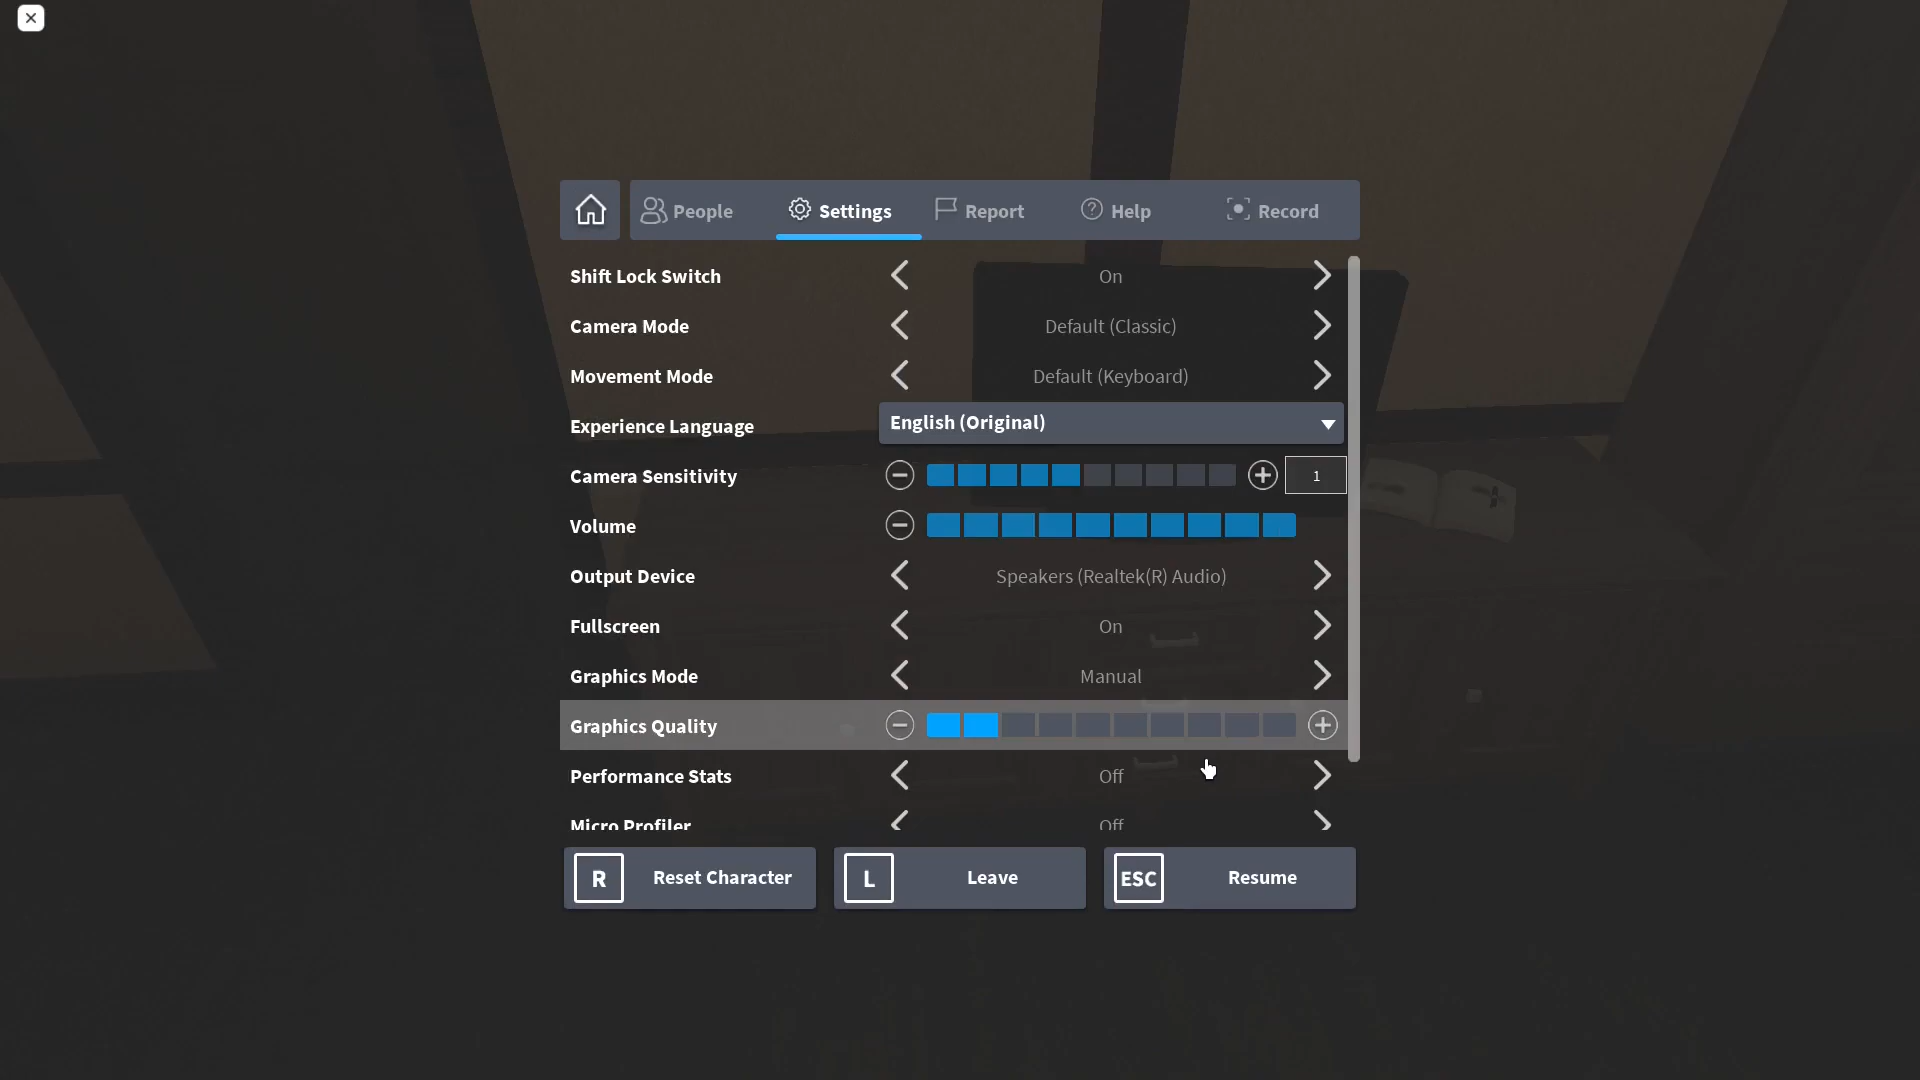 People
Settings
Report
Help
Record
Shift Lock Switch
On
Camera Mode
Default (Classic)
Movement Mode
Default (Keyboard)
Experience Language
English (Original)
Camera Sensitivity
1
Volume
Output Device
Speakers (Realtek(R) Audio)
Fullscreen
On
Graphics Mode
Manual
Graphics Quality
Performance Stats
Off
Micro Profiler
Off
R
Reset Character
L
Leave
ESC
Resume